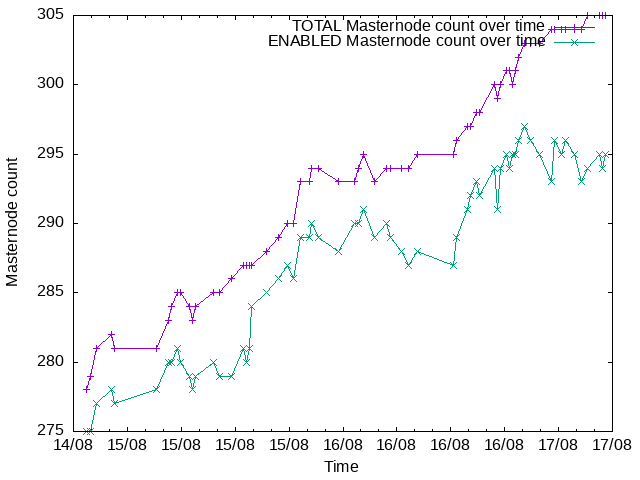 TOTAL Masternode count over time
ENABLED Masternode count over time
Masternode count
305
300
295
290
285
280
275
14/08 15/08 15/08 15/08 15/08 16/08 16/08 16/08 16/08 17/08 17/08
Time